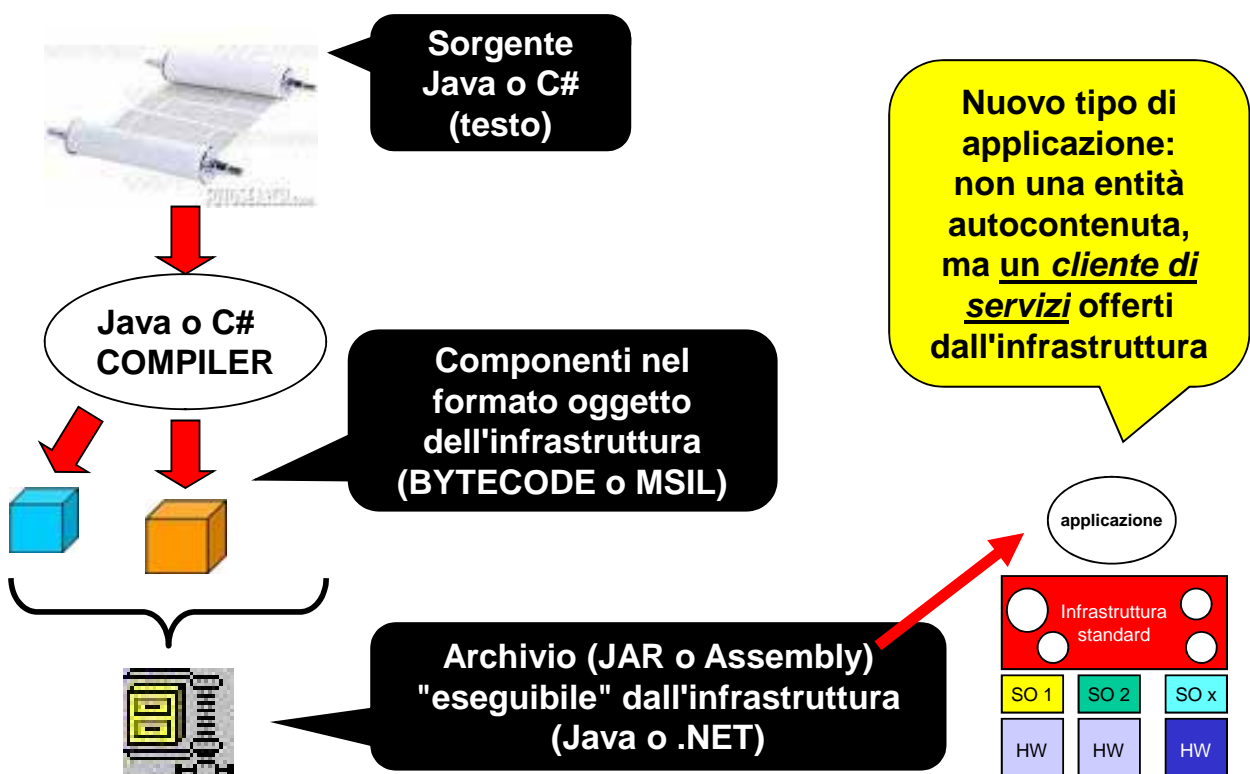 Sorgente
Java o C#
(testo)
FOTOSEARCH.com
Java o C#
COMPILER
Componenti nel
formato oggetto
dell'infrastruttura
(BYTECODE o MSIL)
Archivio (JAR o Assembly)
"eseguibile" dall'infrastruttura
(Java o .NET)
Nuovo tipo di
applicazione:
non una entità
autocontenuta,
ma un cliente di
servizi offerti
dall'infrastruttura
applicazione
Infrastruttura
standard
SO 1
SO 2
SO x
HW
HW
HW